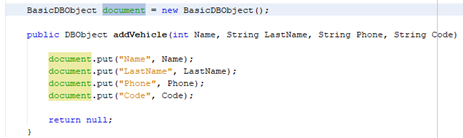 BasicDBObject document = new BasicDBObject();
public DBObject addVehicle(int Name, String LastName, String Phone, String Code)
document.put("Name", Name);
document.put("LastName", LastName);
document.put("Phone", Phone);
document.put("Code", Code);
return null;
}